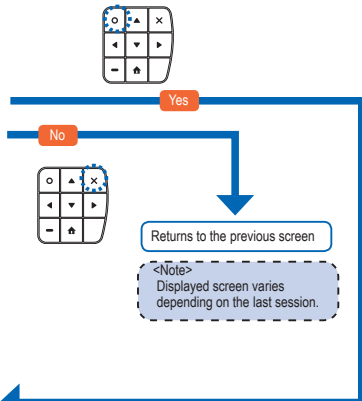 Yes
No
Returns to the previous screen
<Note>
Displayed screen varies
depending on the last session.